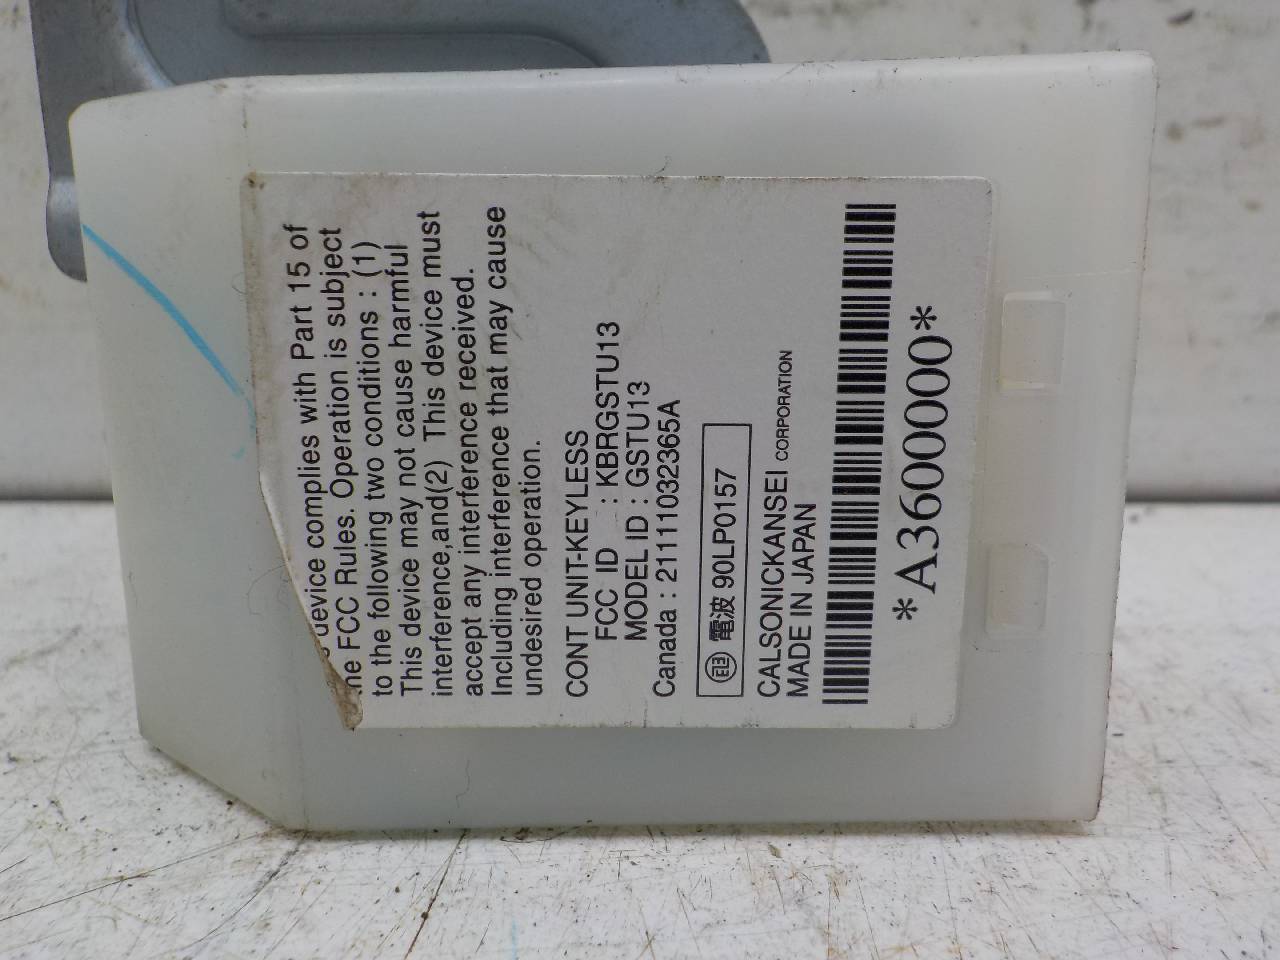 device complies with Part 15 of
the FCC Rules. Operation is subject
to the following two conditions : (1)
This device may not cause harmful
interference,and(2) This device must
accept any interference received.
Including interference that may cause
undesired operation.
CONT UNIT-KEYLESS
FCC ID : KBRGSTU13
MODEL ID : GSTU13
Canada : 21111032365A
電波 90LP0157
CALSONICKANSEI CORPORATION
MADE IN JAPAN
*A3600000*